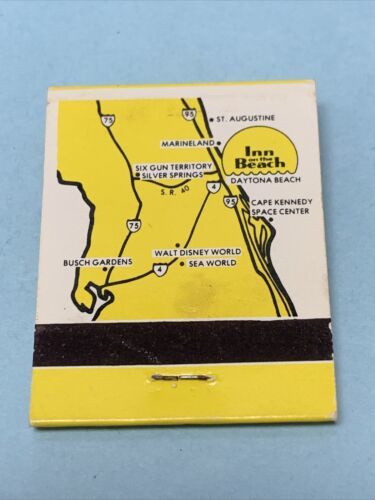 95
75
ST. AUGUSTINE
MARINELAND
Inn
on the
Beach
SIX GUN TERRITORY
SILVER SPRINGS
DAYTONA BEACH
S. R. 40
4
95
CAPE KENNEDY
SPACE CENTER
75
WALT DISNEY WORLD
BUSCH GARDENS
4
SEA WORLD